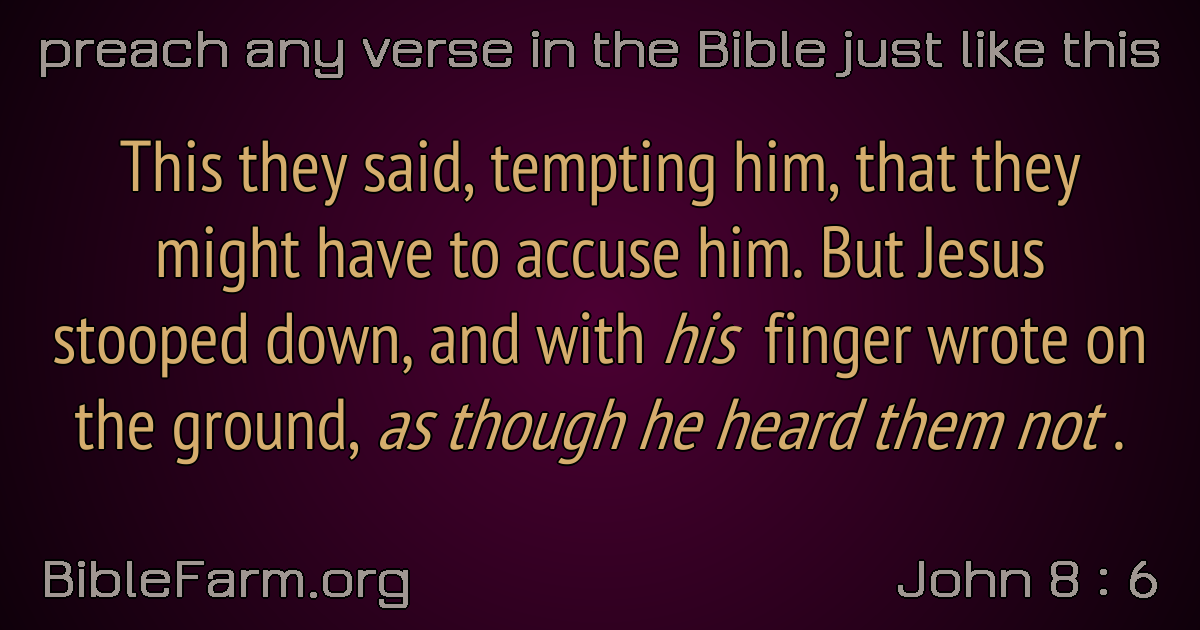 preach any verse in the Bible just like this
This they said, tempting him, that they
might have to accuse him. But Jesus
stooped down, and with his finger wrote on
the ground, as though he heard them not .
BibleFarm.org
John 8 : 6